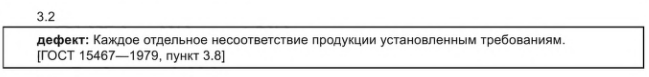 3.2
дефект: Каждое отдельное несоответствие продукции установленным требованиям.
[ГОСТ 15467—1979, пункт 3.8]